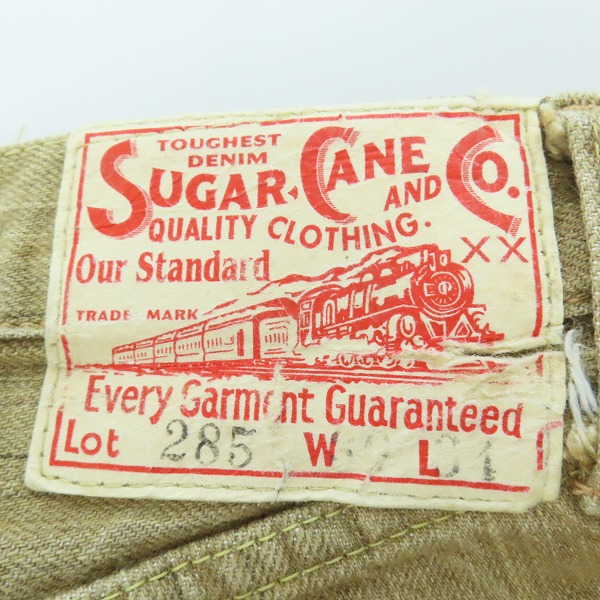 TOUGHEST
DENIM
SUGAR CANE
AND CO.
QUALITY CLOTHING.
XX
Our Standard
TRADE MARK
Every Garment Guaranteed
Lot 285 W L